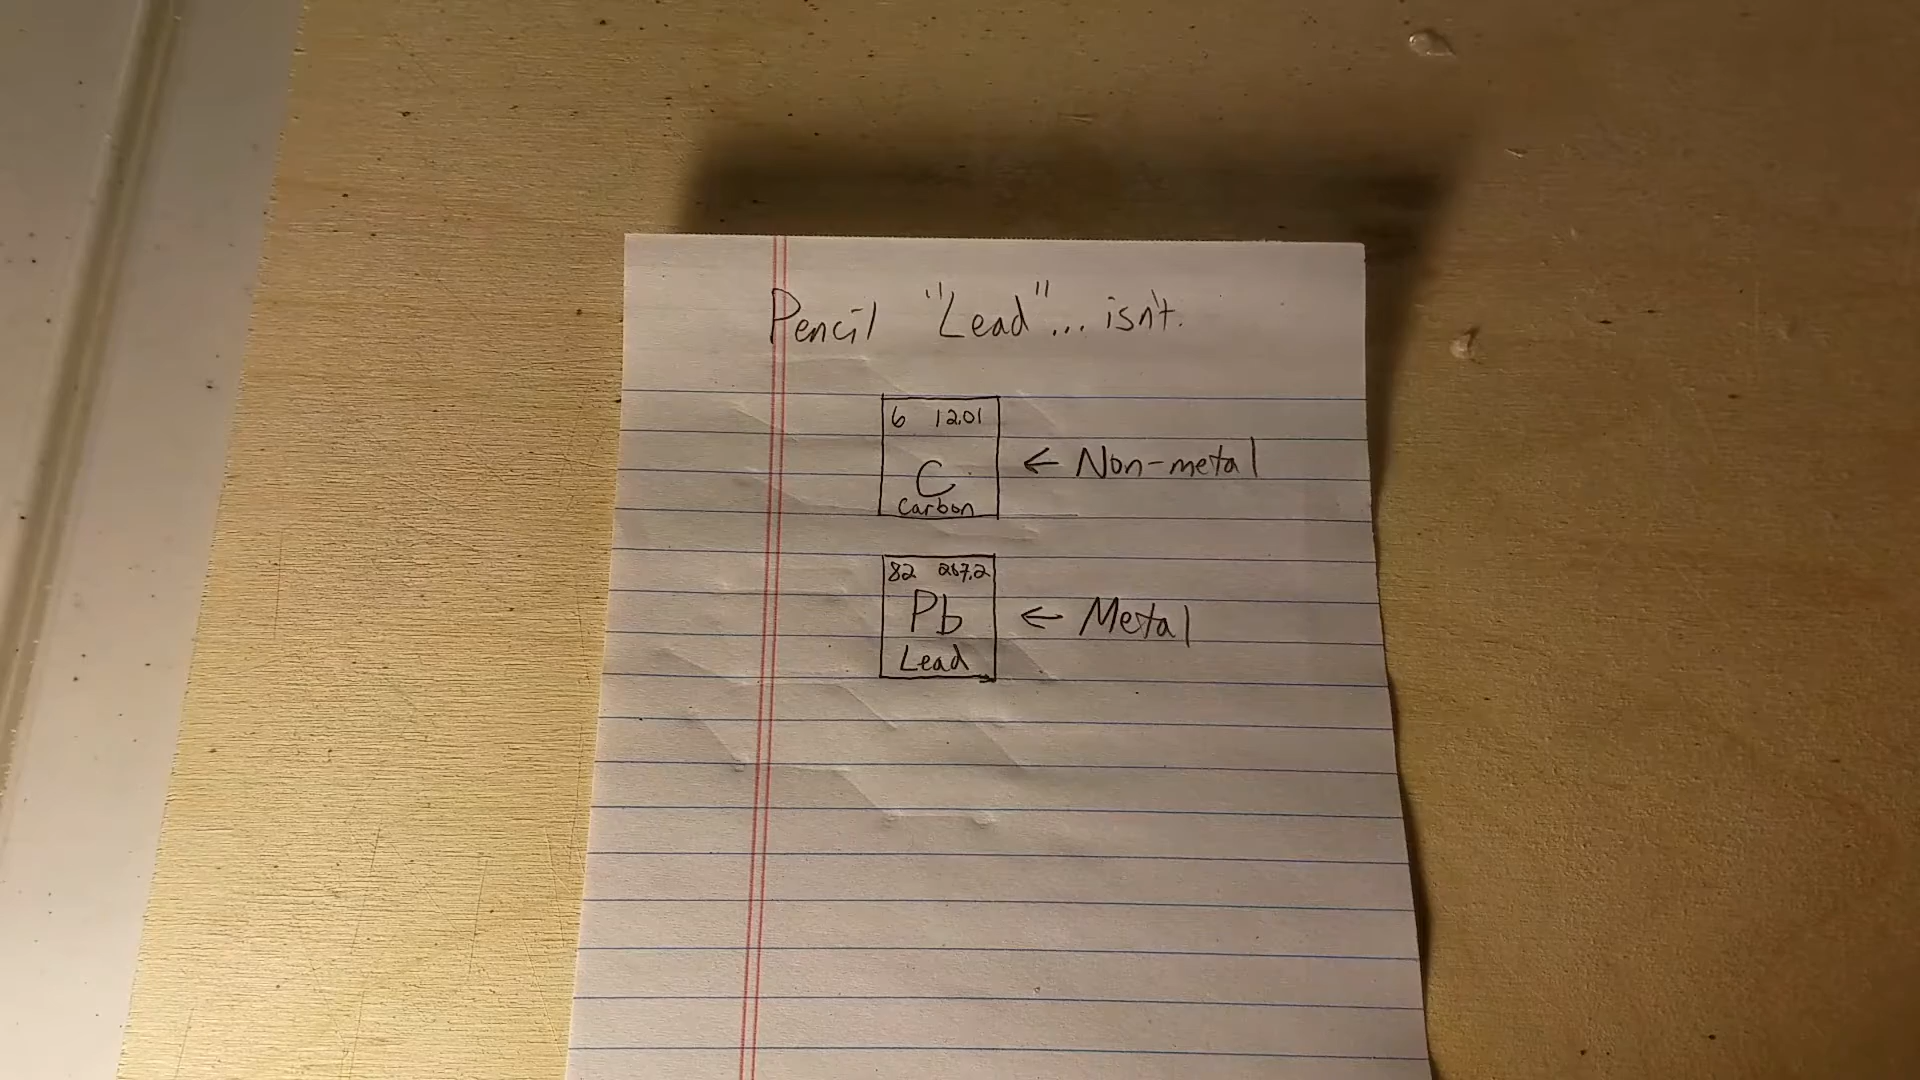 Pencil "Lead"... isn't.
6 12.01
C
Carbon
← Non-metal
82 207.2
Pb
Lead
← Metal